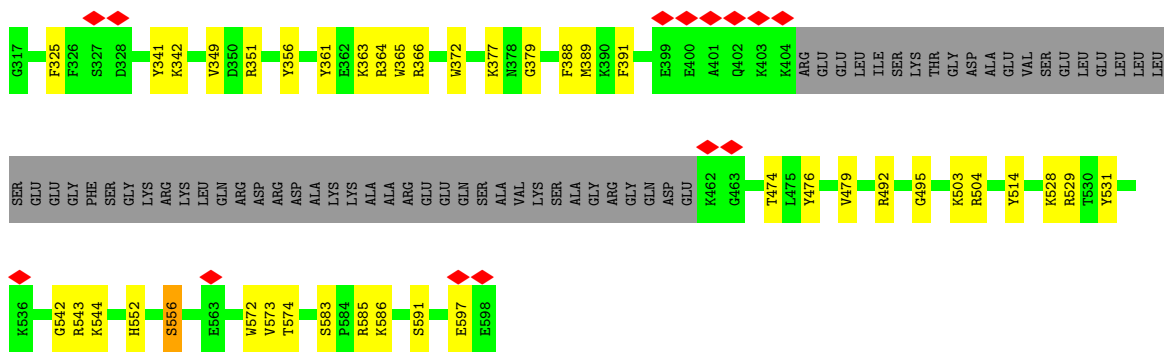 G317 F325 F326 S327 D328 Y341 K342 V349 D350 R351 Y356 Y361 E362 K363 R364 W365 R366 W372 K377 N378 G379 F388 M389 K390 F391 E399 E400 A401 Q402 K403 K404 ARG GLU GLU LEU ILE SER LYS THR GLY ASP ALA GLU VAL SER GLU LEU GLU LEU LEU LEU
SER GLU GLU GLY PHE SER GLY LYS ARG LYS LEU GLN ARG ASP ARG ASP ALA LYS LYS ALA ALA ARG GLU GLU GLN SER ALA VAL LYS SER ALA GLY ARG GLY GLN ASP GLU K462 G463 T474 L475 Y476 V479 R492 G495 K503 R504 Y514 K528 R529 T530 Y531
K536 G542 R543 K544 H552 S556 E563 W572 V573 T574 S583 P584 R585 K586 S591 E597 E598